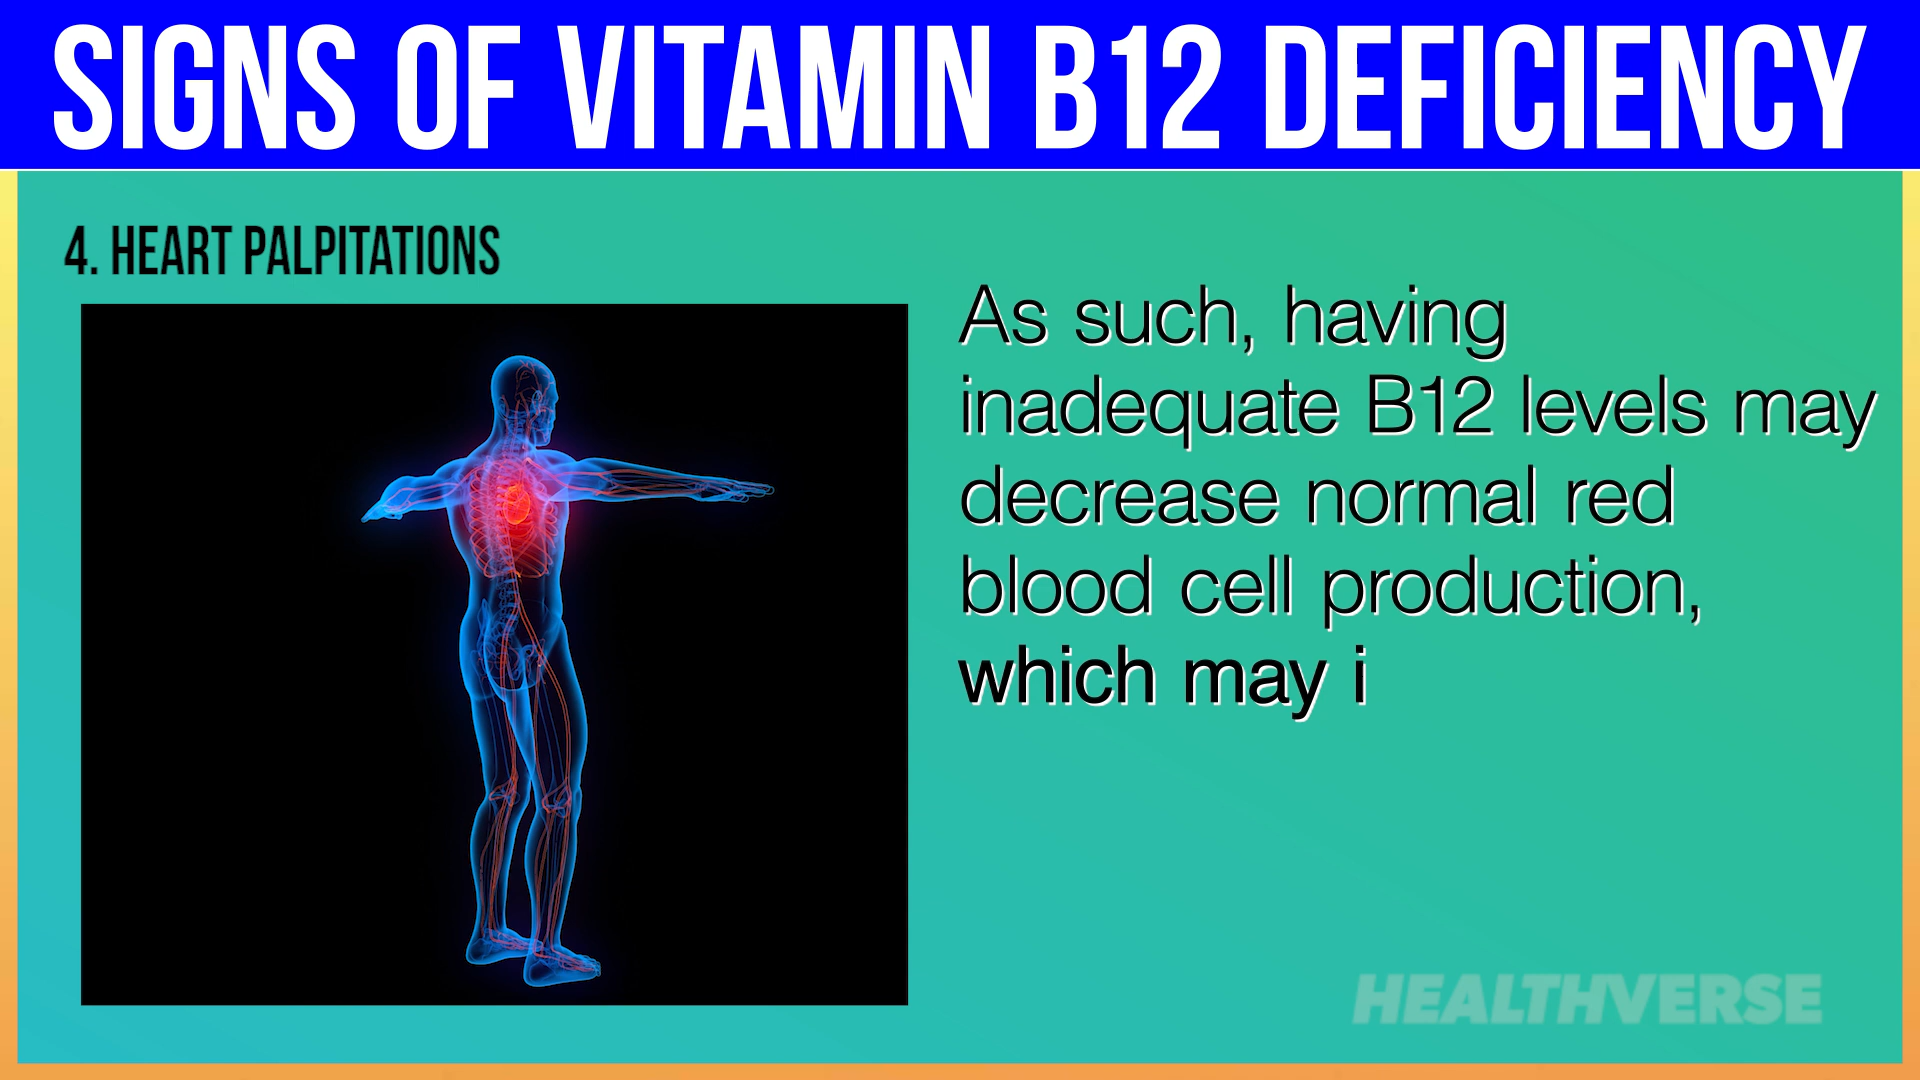 SIGNS OF VITAMIN B12 DEFICIENCY
4. HEART PALPITATIONS
As such, having
inadequate B12 levels may
decrease normal red
blood cell production,
which may i
HEALTHVERSE